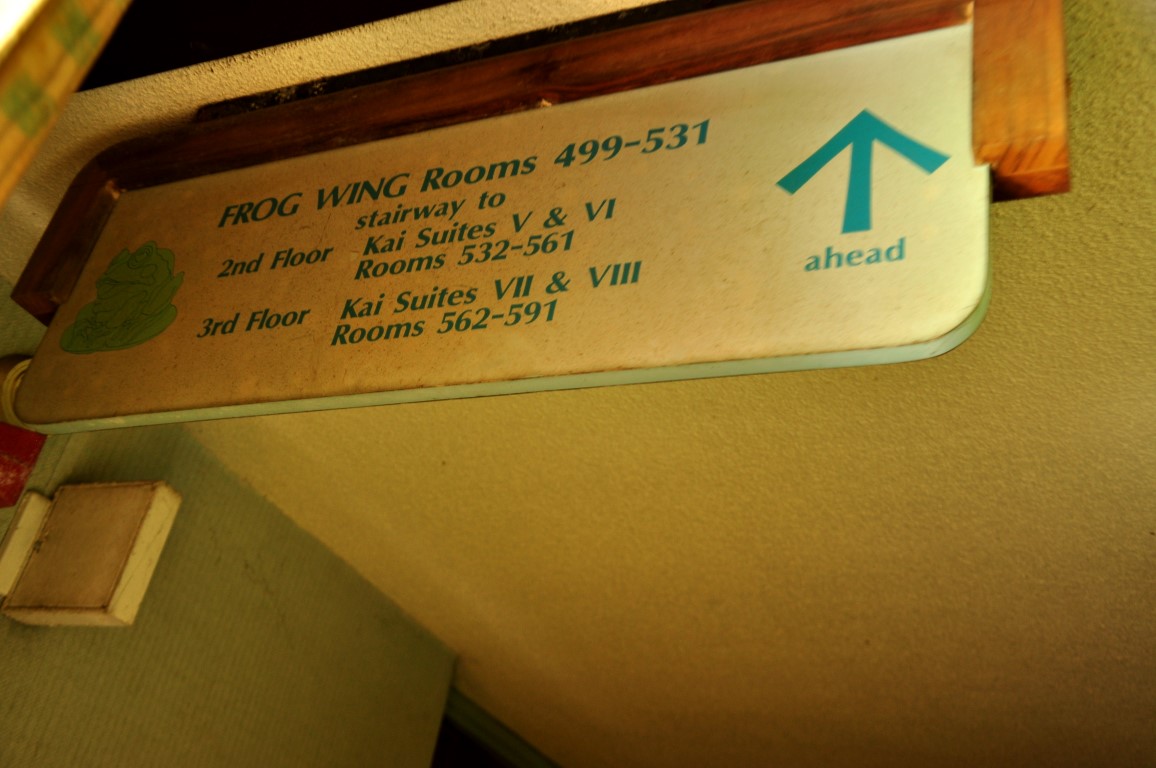 FROG WING Rooms 499-531
stairway to
2nd Floor Kai Suites V & VI
Rooms 532-561
3rd Floor Kai Suites VII & VIII
Rooms 562-591
ahead